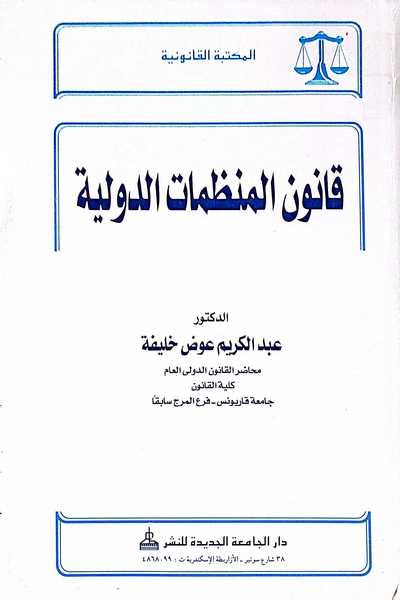 المكتبة القانونية
قانون المنظمات الدولية
الدكتور
عبد الكريم عوض خليفة
محاضر القانون الدولى العام
كلية القانون
جامعة قاريونس - فرع المرج سابقًا
دار الجامعة الجديدة للنشر
٣٨ شارع سوتير - الأزاريطة الإسكندرية ت : ٤٨٦٨٠٩٩